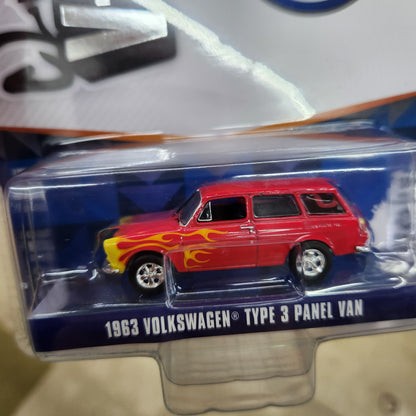 1963 VOLKSWAGEN® TYPE 3 PANEL VAN